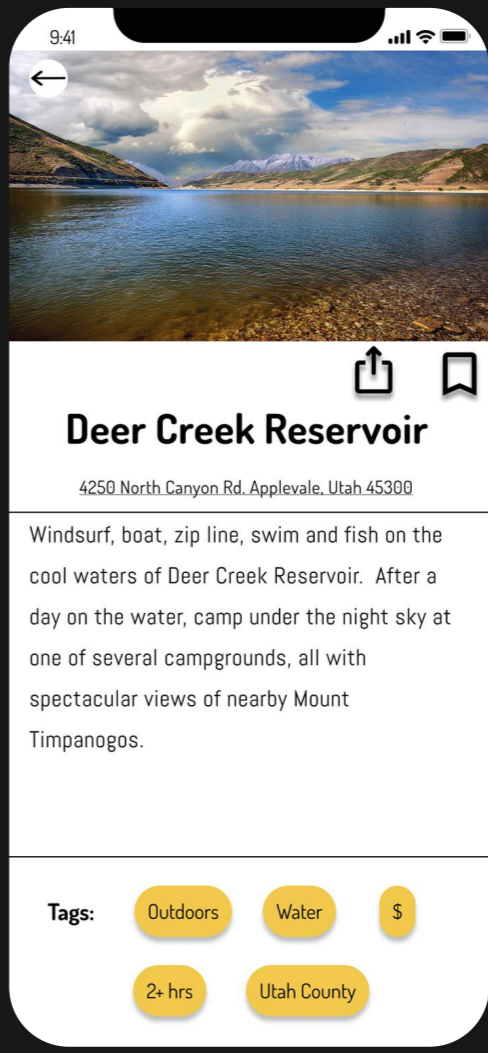 9:41
Deer Creek Reservoir
4250 North Canyon Rd. Applevale, Utah 45300
Windsurf, boat, zip line, swim and fish on the
cool waters of Deer Creek Reservoir.  After a
day on the water, camp under the night sky at
one of several campgrounds, all with
spectacular views of nearby Mount
Timpanogos.
Tags: Outdoors Water $
2+ hrs Utah County